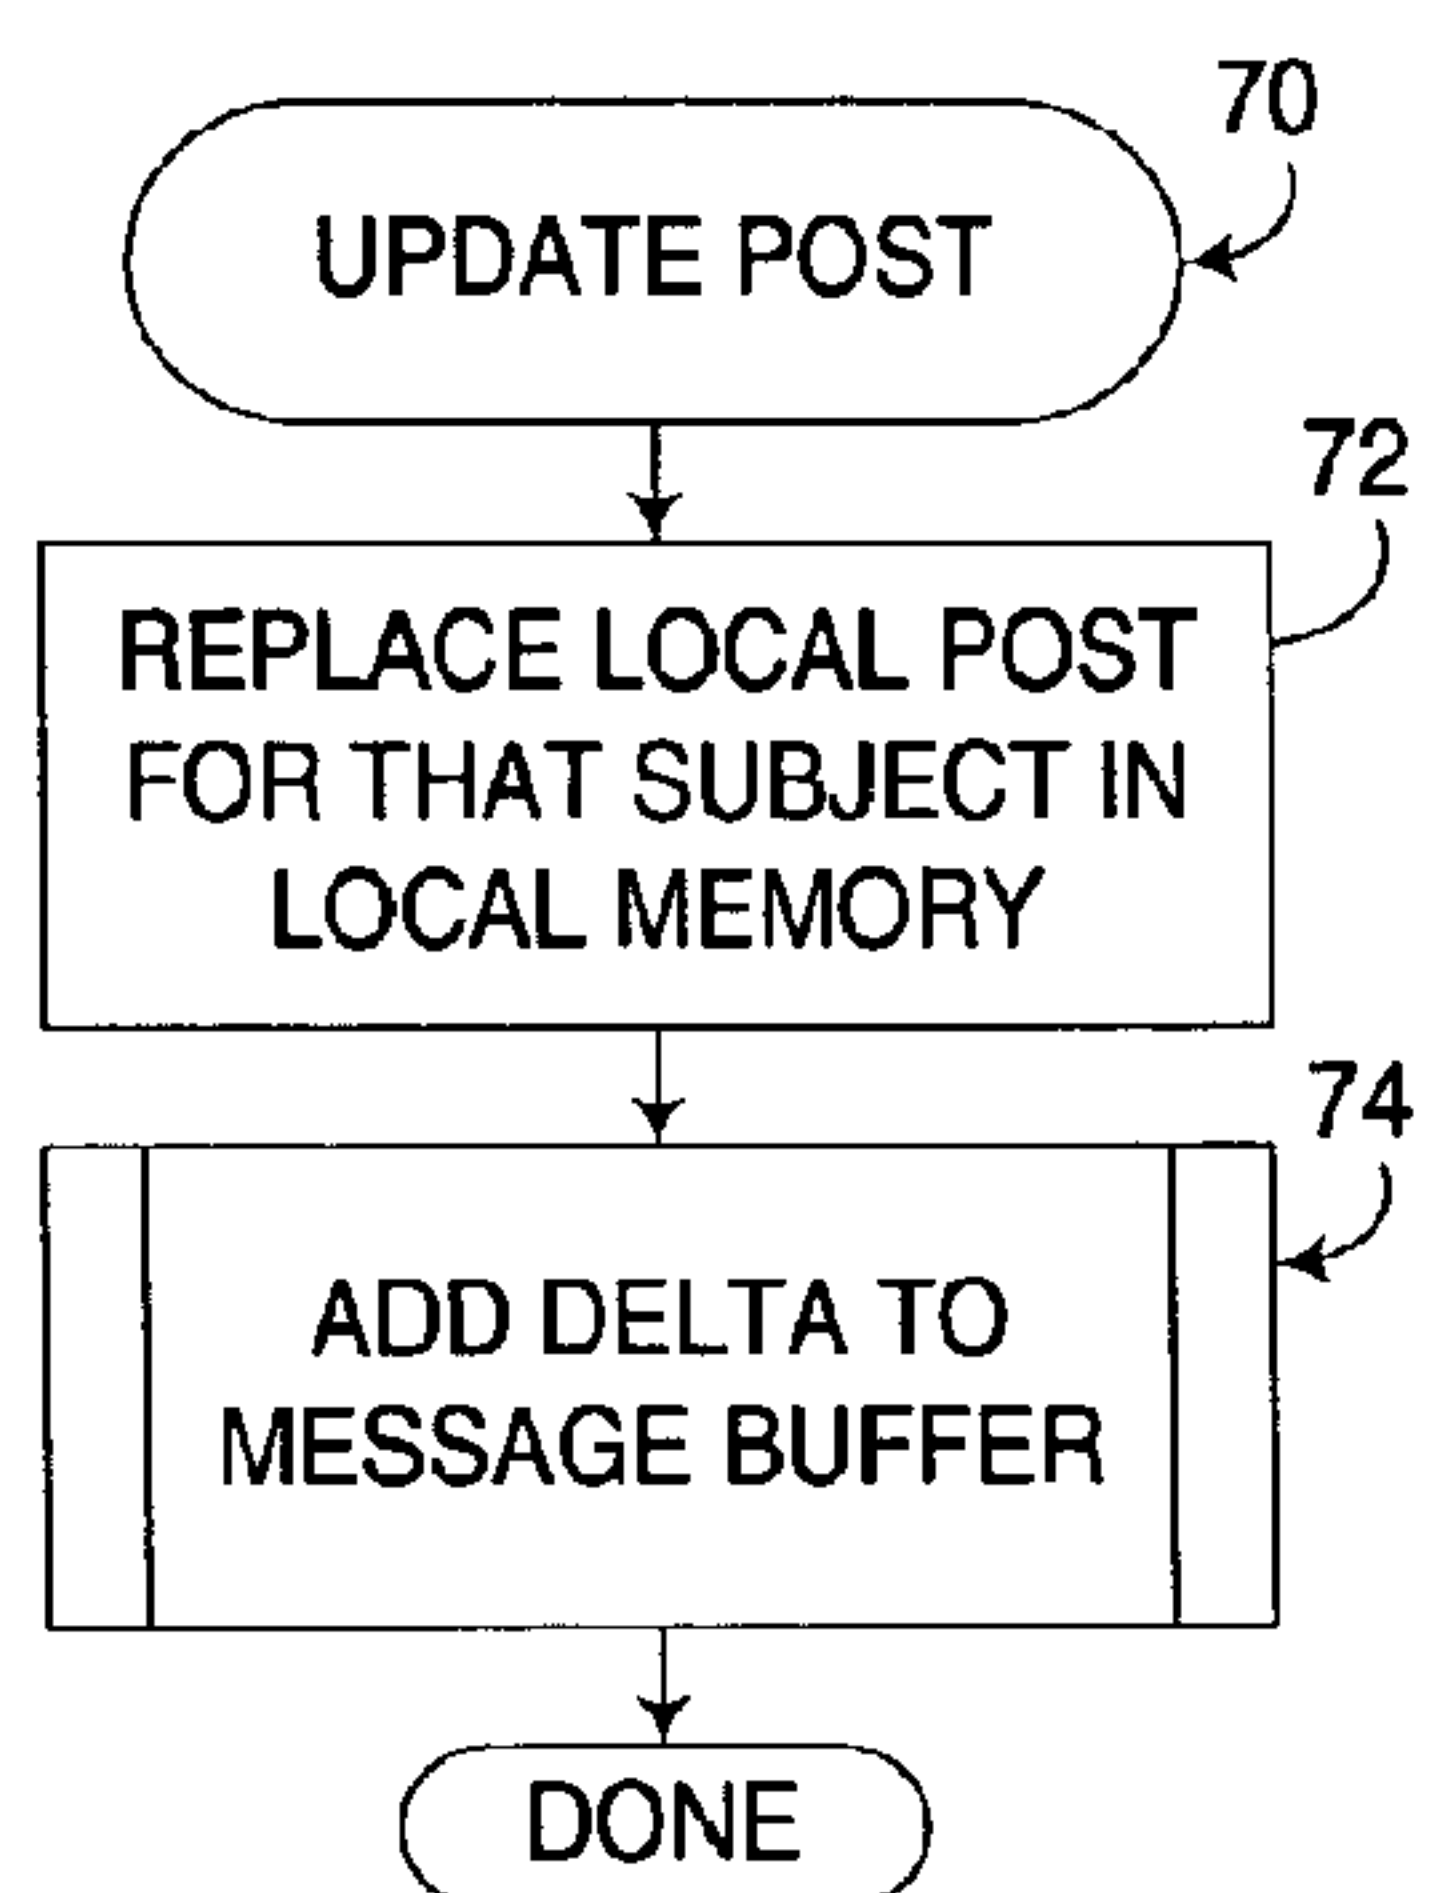 70
UPDATE POST
72
REPLACE LOCAL POST
FOR THAT SUBJECT IN
LOCAL MEMORY
74
ADD DELTA TO
MESSAGE BUFFER
DONE